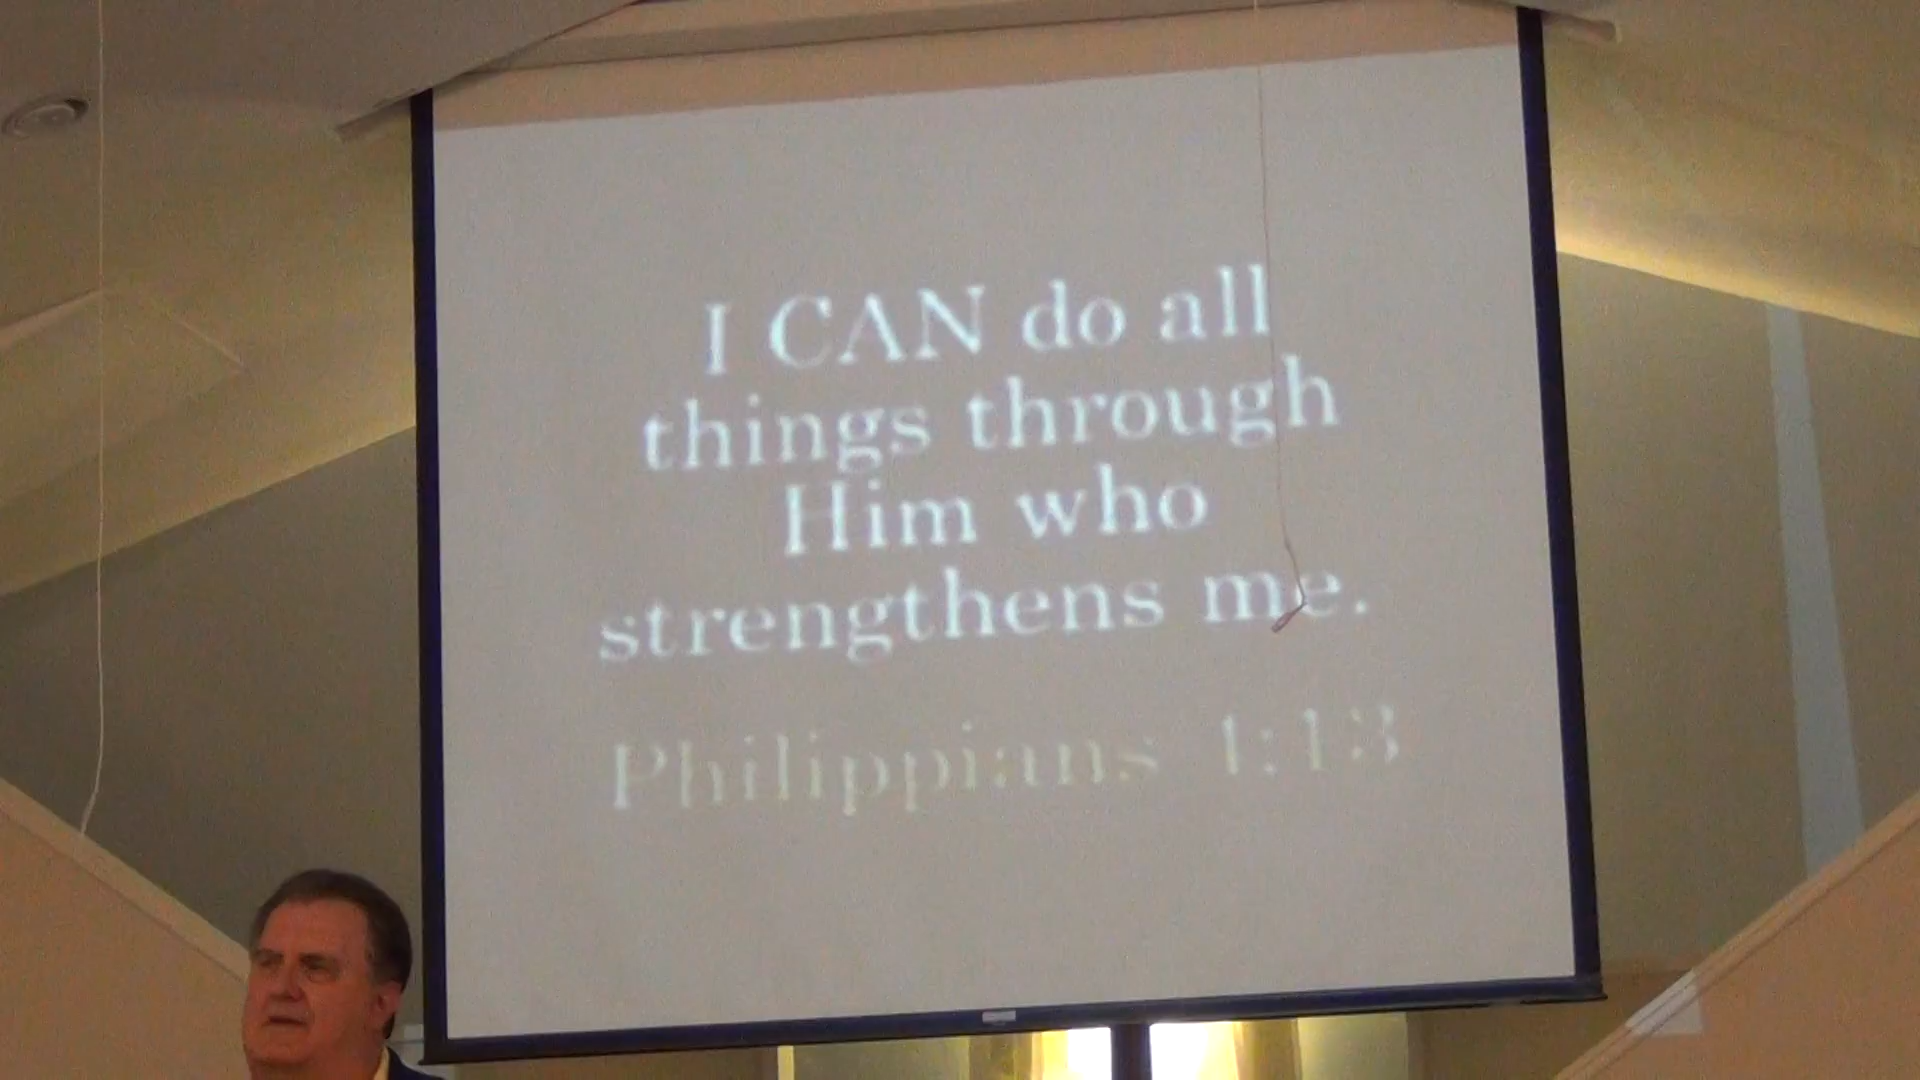 I CAN do all
things through
Him who
strengthens me.
Philippians 4:13